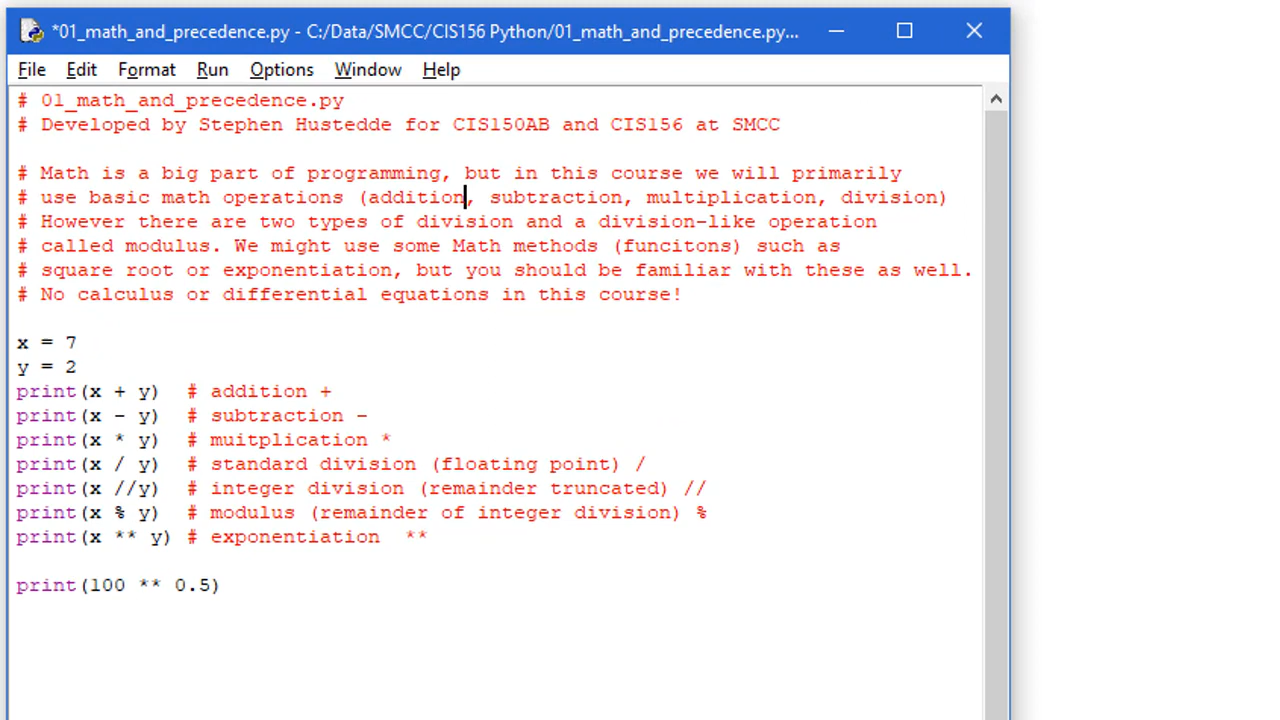 *01_math_and_precedence.py - C:/Data/SMCC/CIS156 Python/01_math_and_precedence.py...
File Edit Format Run Options Window Help
# 01_math_and_precedence.py
# Developed by Stephen Hustedde for CIS150AB and CIS156 at SMCC
# Math is a big part of programming, but in this course we will primarily
# use basic math operations (addition, subtraction, multiplication, division)
# However there are two types of division and a division-like operation
# called modulus. We might use some Math methods (funcitons) such as
# square root or exponentiation, but you should be familiar with these as well.
# No calculus or differential equations in this course!
x = 7
y = 2
print(x + y)  # addition +
print(x - y)  # subtraction -
print(x * y)  # muitplication *
print(x / y)  # standard division (floating point) /
print(x //y)  # integer division (remainder truncated) //
print(x % y)  # modulus (remainder of integer division) %
print(x ** y) # exponentiation  **
print(100 ** 0.5)